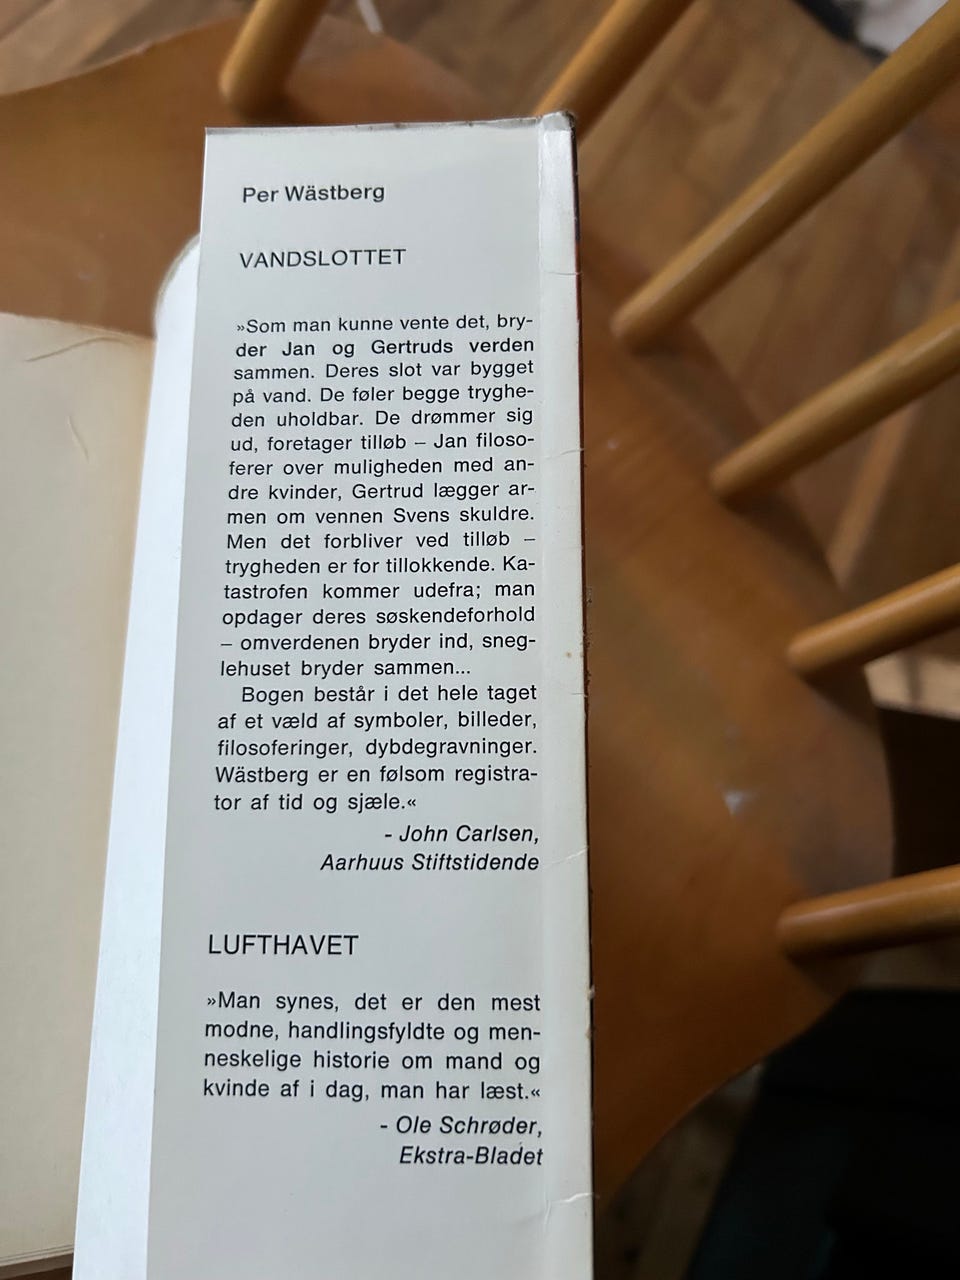 Per Wästberg
VANDSLOTTET
»Som man kunne vente det, bry-
der Jan og Gertruds verden
sammen. Deres slot var bygget
på vand. De føler begge tryghe-
den uholdbar. De drømmer sig
ud, foretager tilløb – Jan filoso-
ferer over muligheden med an-
dre kvinder, Gertrud lægger ar-
men om vennen Svens skuldre.
Men det forbliver ved tilløb –
trygheden er for tillokkende. Ka-
tastrofen kommer udefra; man
opdager deres søskendeforhold
– omverdenen bryder ind, sneg-
lehuset bryder sammen...
Bogen består i det hele taget
af et væld af symboler, billeder,
filosoferinger, dybdegravninger.
Wästberg er en følsom registra-
tor af tid og sjæle.«
- John Carlsen,
Aarhuus Stiftstidende
LUFTHAVET
»Man synes, det er den mest
modne, handlingsfyldte og men-
neskelige historie om mand og
kvinde af i dag, man har læst.«
- Ole Schrøder,
Ekstra-Bladet